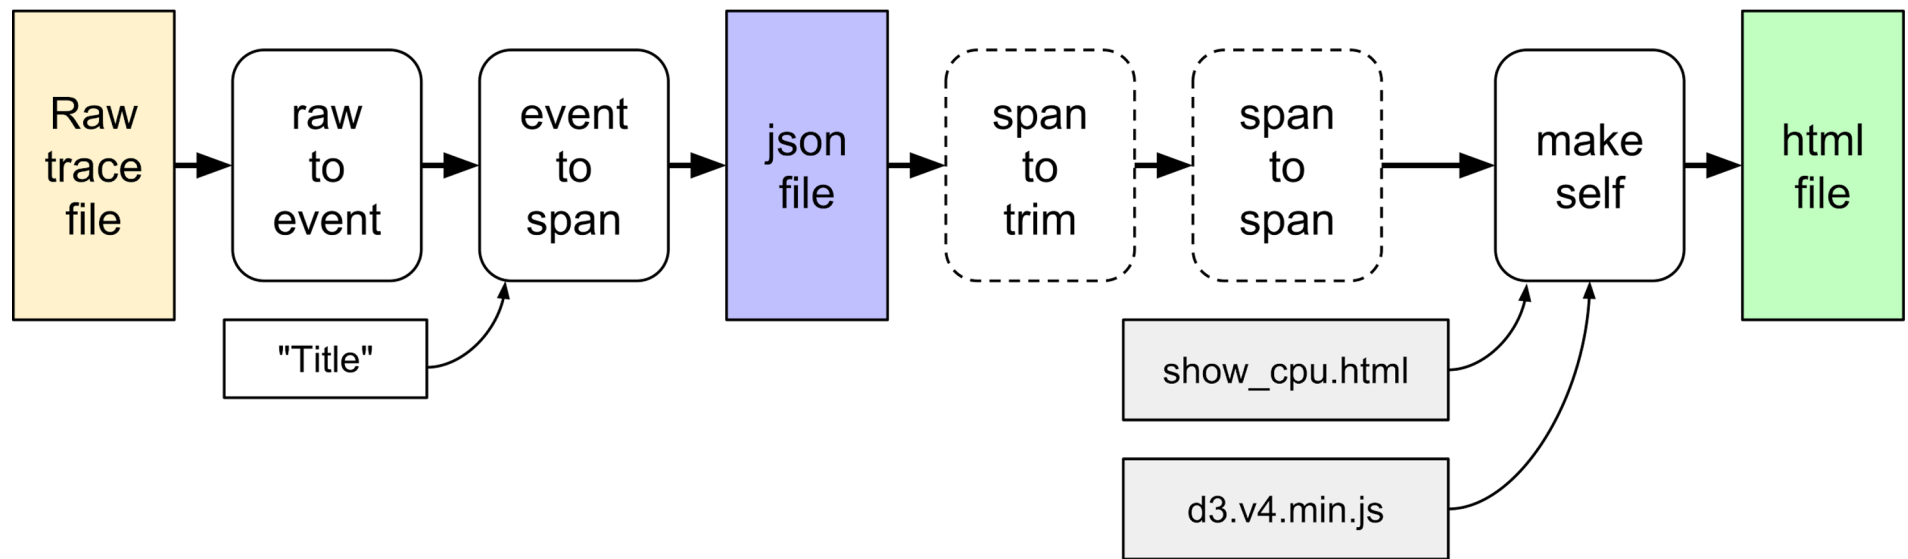 Raw
trace
file
raw
to
event
event
to
span
json
file
span
to
trim
span
to
span
make
self
html
file
"Title"
show_cpu.html
d3.v4.min.js